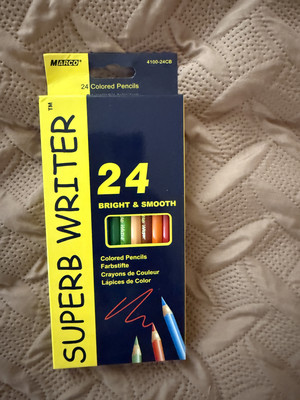 MARCO
4100-24CB
24 Colored Pencils
SUPERB WRITER™
24
BRIGHT & SMOOTH
Colored Pencils
Farbstifte
Crayons de Couleur
Lápices de Color